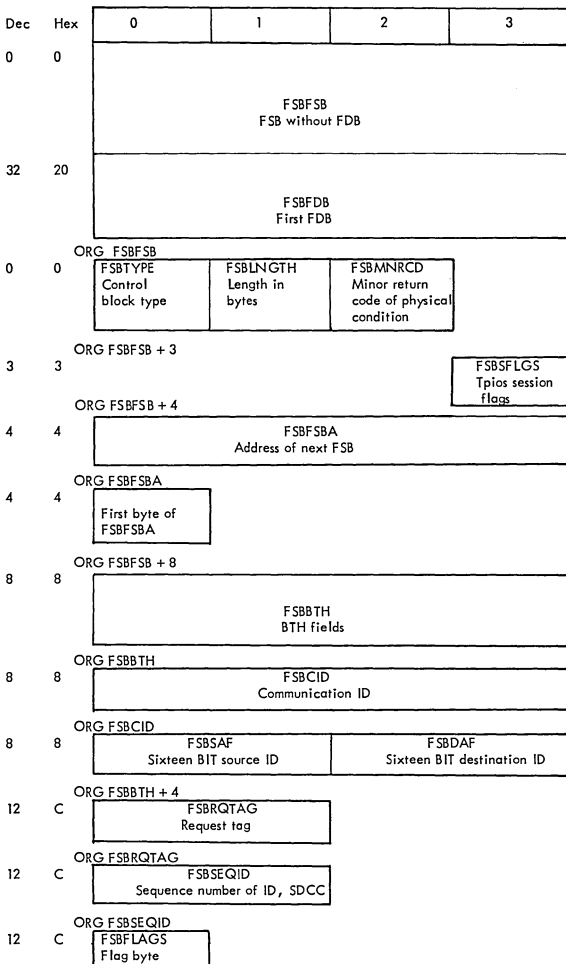 Dec Hex 0 1 2 3
0 0
FSBFSB
FSB without FDB
32 20
FSBFDB
First FDB
ORG FSBFSB
0 0 FSBTYPE FSBLNGTH FSBMNRCD
Control Length in Minor return
block type bytes code of physical
condition
ORG FSBFSB + 3
3 3 FSBSFLGS
Tpios session
flags
ORG FSBFSB + 4
4 4 FSBFSBA
Address of next FSB
ORG FSBFSBA
4 4
First byte of
FSBFSBA
ORG FSBFSB + 8
8 8
FSBBTH
BTH fields
ORG FSBBTH
8 8 FSBCID
Communication ID
ORG FSBCID
8 8 FSBSAF FSBDAF
Sixteen BIT source ID Sixteen BIT destination ID
ORG FSBBTH + 4
12 C FSBRQTAG
Request tag
ORG FSBRQTAG
12 C FSBSEQID
Sequence number of ID, SDCC
ORG FSBSEQID
12 C FSBFLAGS
Flag byte